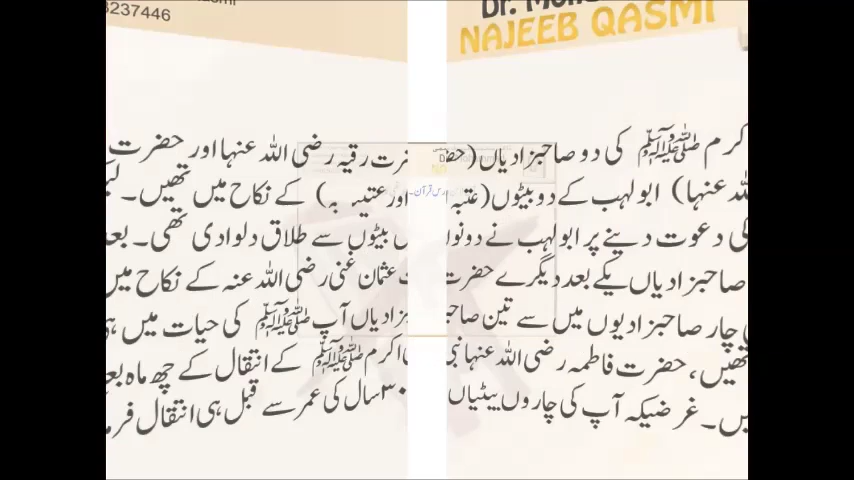 3237446
Dr.
NAJEEB QASMI
اکرم ﷺ کی دو صاحبزادیاں (حضرت رقیہ رضی اللہ عنہا اور حضرت
اللہ عنہا) ابولہب کے دو بیٹوں (عتبہ اور عتیبہ) کے نکاح میں تھیں۔
کی دعوت دینے پر ابولہب نے دونوں بیٹوں سے طلاق دلوادی تھی۔ بعد
صاحبزادیاں یکے بعد دیگرے حضرت عثمان غنی رضی اللہ عنہ کے نکاح میں
چار صاحبزادیوں میں سے تین صاحبزادیاں آپ ﷺ کی حیات میں ہی
تھیں، حضرت فاطمہ رضی اللہ عنہا نبی اکرم ﷺ کے انتقال کے چھ ماہ بعد
غرضیکہ آپ کی چاروں بیٹیاں ۳۰ سال کی عمر سے قبل ہی انتقال